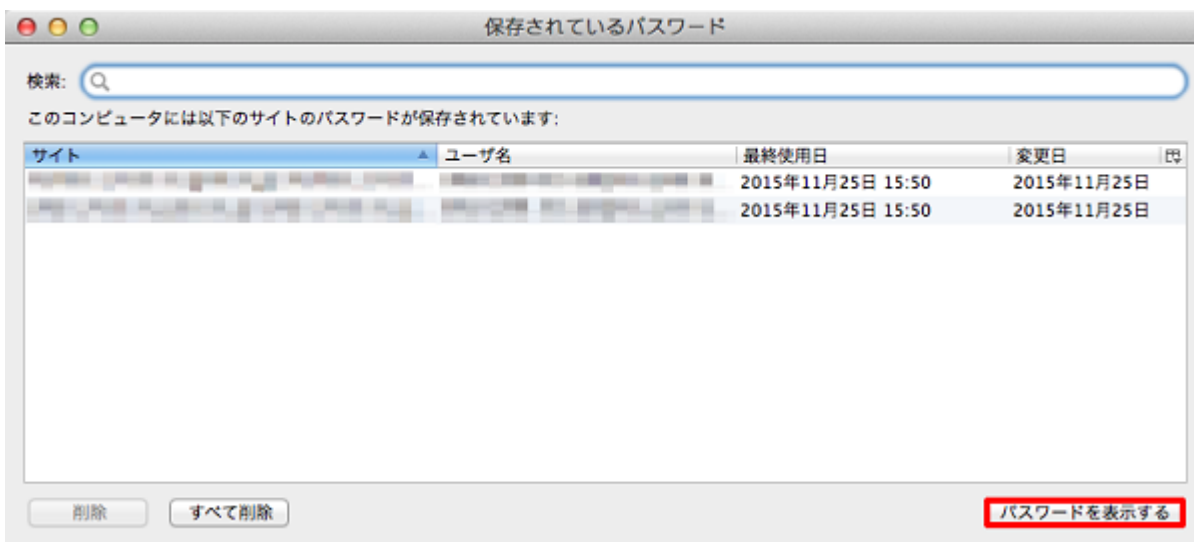 保存されているパスワード
検索:
このコンピュータには以下のサイトのパスワードが保存されています:
サイト ユーザ名 最終使用日 変更日
2015年11月25日 15:50 2015年11月25日
2015年11月25日 15:50 2015年11月25日
削除 すべて削除 パスワードを表示する